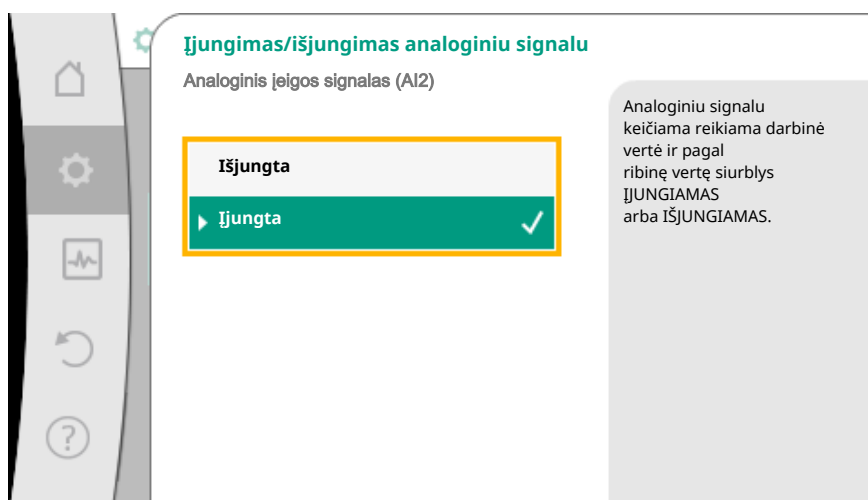 Įjungimas/išjungimas analoginiu signalu
Analoginis įeigos signalas (AI2)
Išjungta
Įjungta
Analoginiu signalu
keičiama reikiama darbinė
vertė ir pagal
ribinę vertę siurblys
ĮJUNGIAMAS
arba IŠJUNGIAMAS.
?